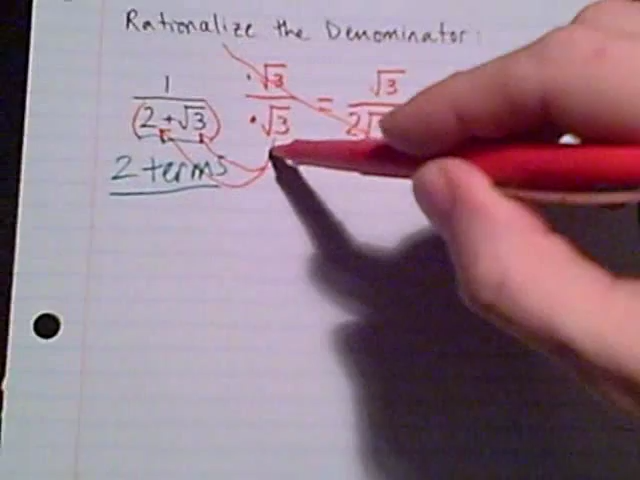 Rationalize the Denominator:
1/(2+√3) · √3/· √3 = √3/2√
2 terms